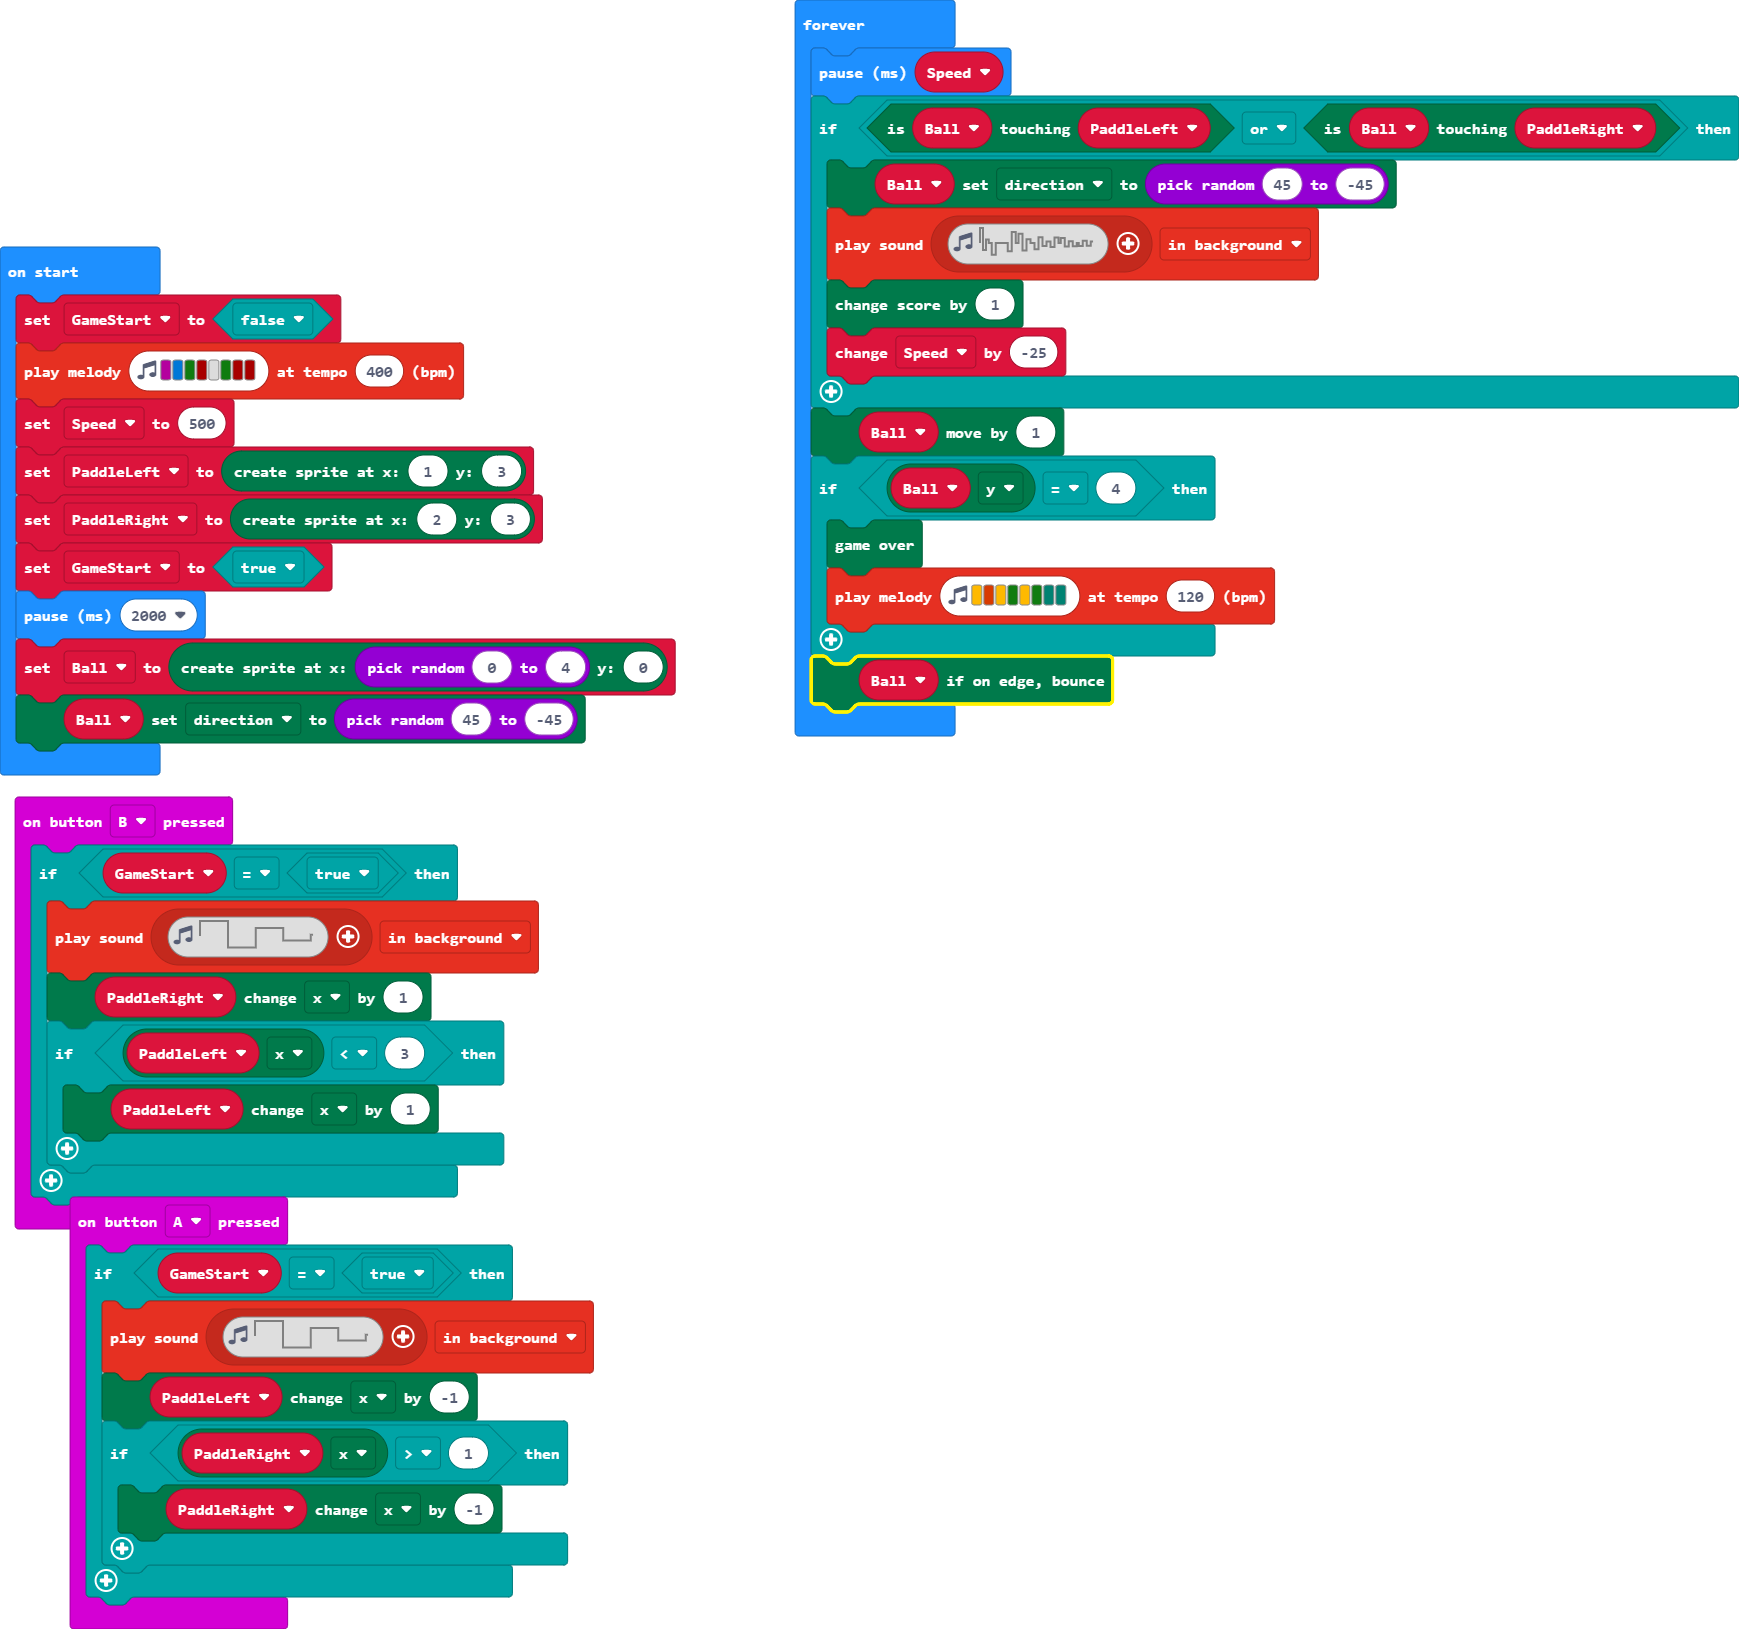 on start
set GameStart to false
play melody at tempo 400 (bpm)
set Speed to 500
set PaddleLeft to create sprite at x: 1 y: 3
set PaddleRight to create sprite at x: 2 y: 3
set GameStart to true
pause (ms) 2000
set Ball to create sprite at x: pick random 0 to 4 y: 0
Ball set direction to pick random 45 to -45
forever
pause (ms) Speed
if is Ball touching PaddleLeft or is Ball touching PaddleRight then
Ball set direction to pick random 45 to -45
play sound in background
change score by 1
change Speed by -25
Ball move by 1
if Ball y = 4 then
game over
play melody at tempo 120 (bpm)
Ball if on edge, bounce
on button B pressed
if GameStart = true then
play sound in background
PaddleRight change x by 1
if PaddleLeft x < 3 then
PaddleLeft change x by 1
on button A pressed
if GameStart = true then
play sound in background
PaddleLeft change x by -1
if PaddleRight x > 1 then
PaddleRight change x by -1